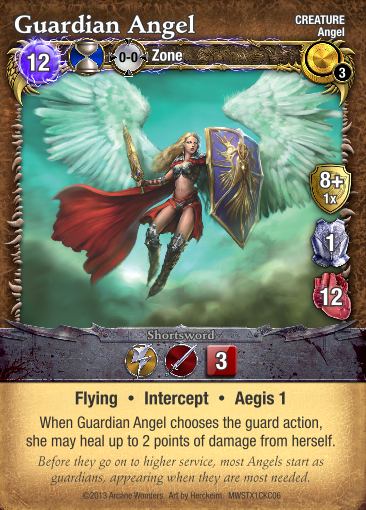 Guardian Angel
CREATURE
Angel
12
0-0
Zone
3
8+
1x
1
12
Shortsword
3
Flying • Intercept • Aegis 1
When Guardian Angel chooses the guard action,
she may heal up to 2 points of damage from herself.
Before they go on to higher service, most Angels start as
guardians, appearing when they are most needed.
©2013 Arcane Wonders. Art by Herckeim. MWSTX1CKC06